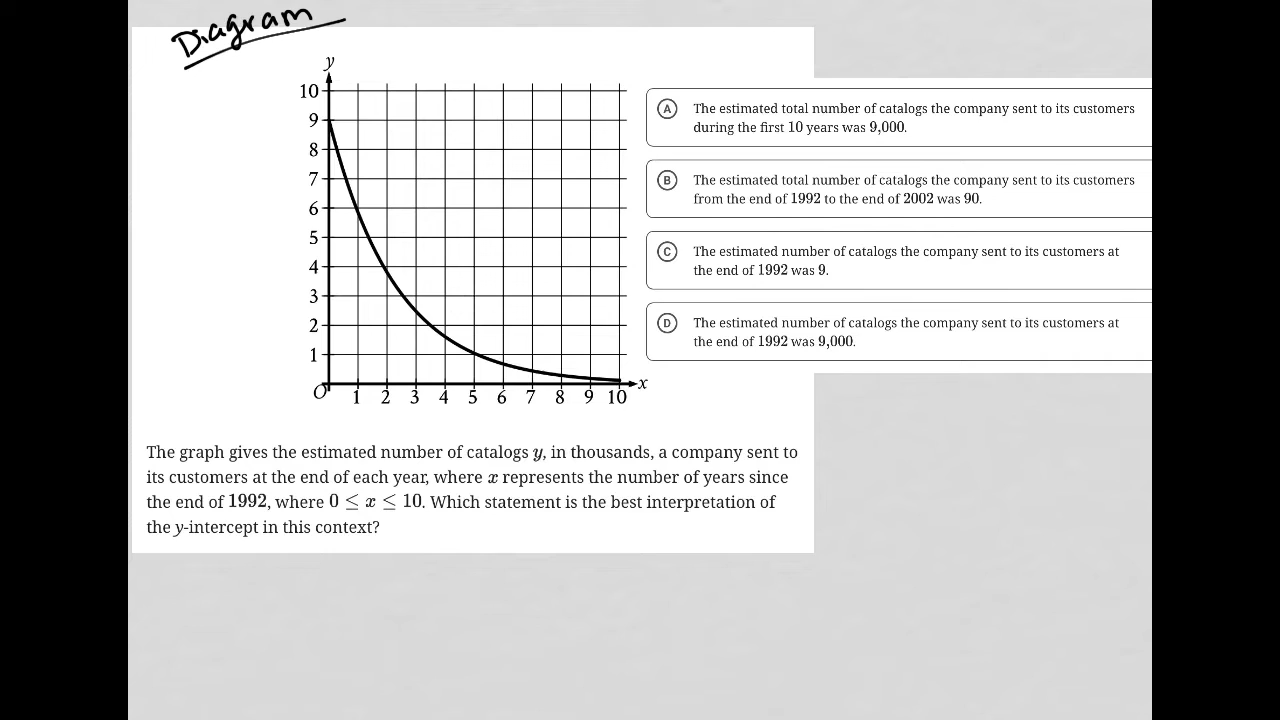 Diagram
y
10
9
8
7
6
5
4
3
2
1
O
1 2 3 4 5 6 7 8 9 10
x
A The estimated total number of catalogs the company sent to its customers
during the first 10 years was 9,000.
B The estimated total number of catalogs the company sent to its customers
from the end of 1992 to the end of 2002 was 90.
C The estimated number of catalogs the company sent to its customers at
the end of 1992 was 9.
D The estimated number of catalogs the company sent to its customers at
the end of 1992 was 9,000.
The graph gives the estimated number of catalogs y, in thousands, a company sent to
its customers at the end of each year, where x represents the number of years since
the end of 1992, where 0 ≤ x ≤ 10. Which statement is the best interpretation of
the y-intercept in this context?